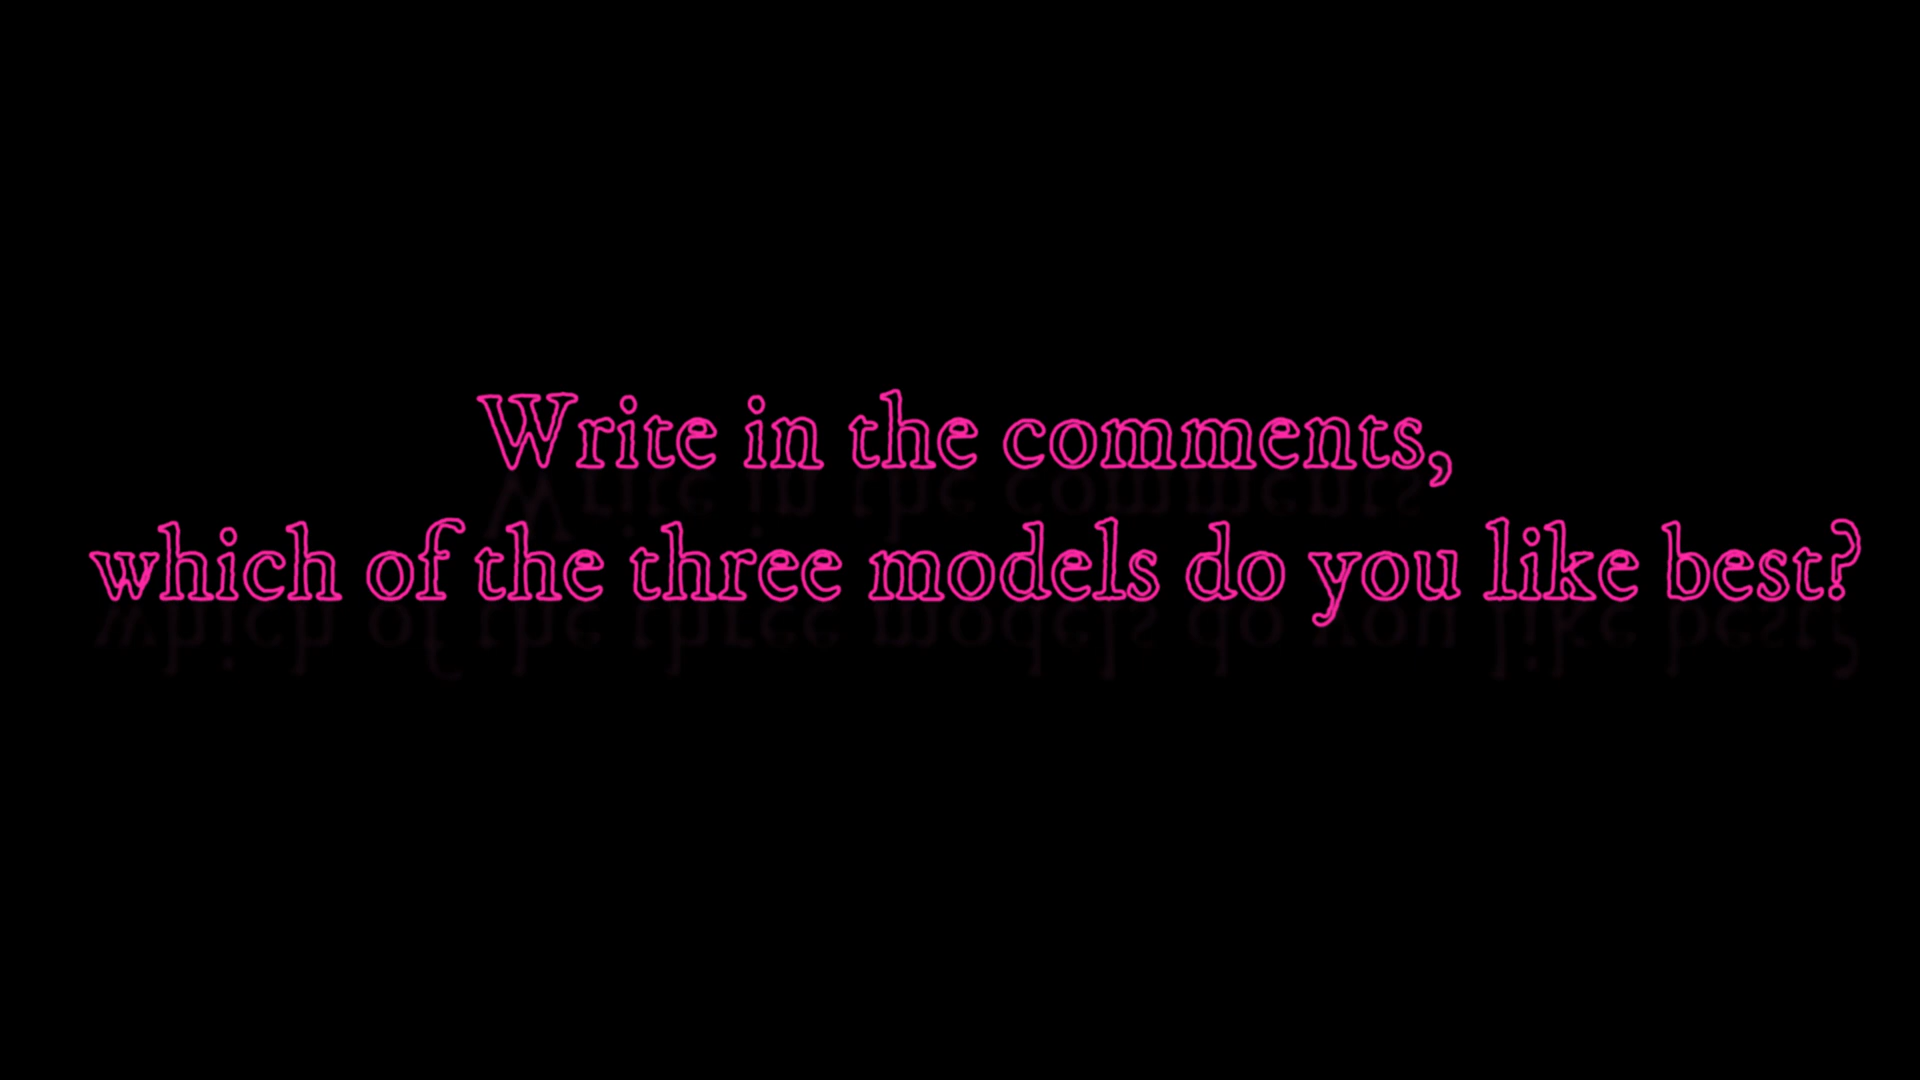 Write in the comments,
which of the three models do you like best?